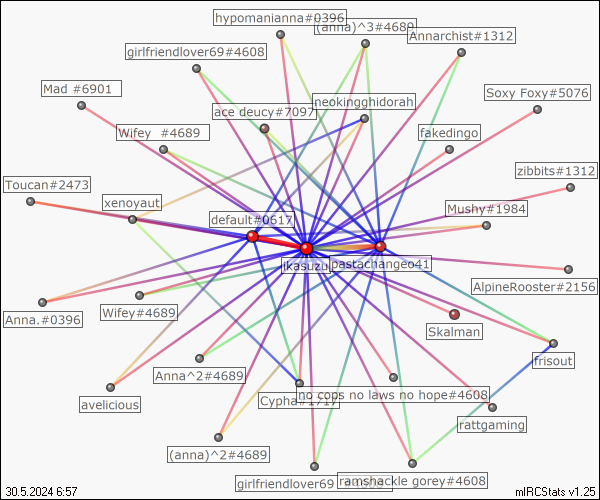 hypomanianna#0396
(anna)^3#4689
Annarchist#1312
girlfriendlover69#4608
Mad #6901
Soxy Foxy#5076
ace deucy#7097
neokingghidorah
Wifey #4689
fakedingo
zibbits#1312
Toucan#2473
xenoyaut
Mushy#1984
default#0617
ikasuzu
pastachangeo41
AlpineRooster#2156
Anna.#0396
Wifey#4689
Skalman
frisout
Anna^2#4689
no cops no laws no hope#4608
avelicious
Cypha#1717
rattgaming
(anna)^2#4689
girlfriendlover69
ramshackle gorey#4608
30.5.2024 6:57
mIRCStats v1.25